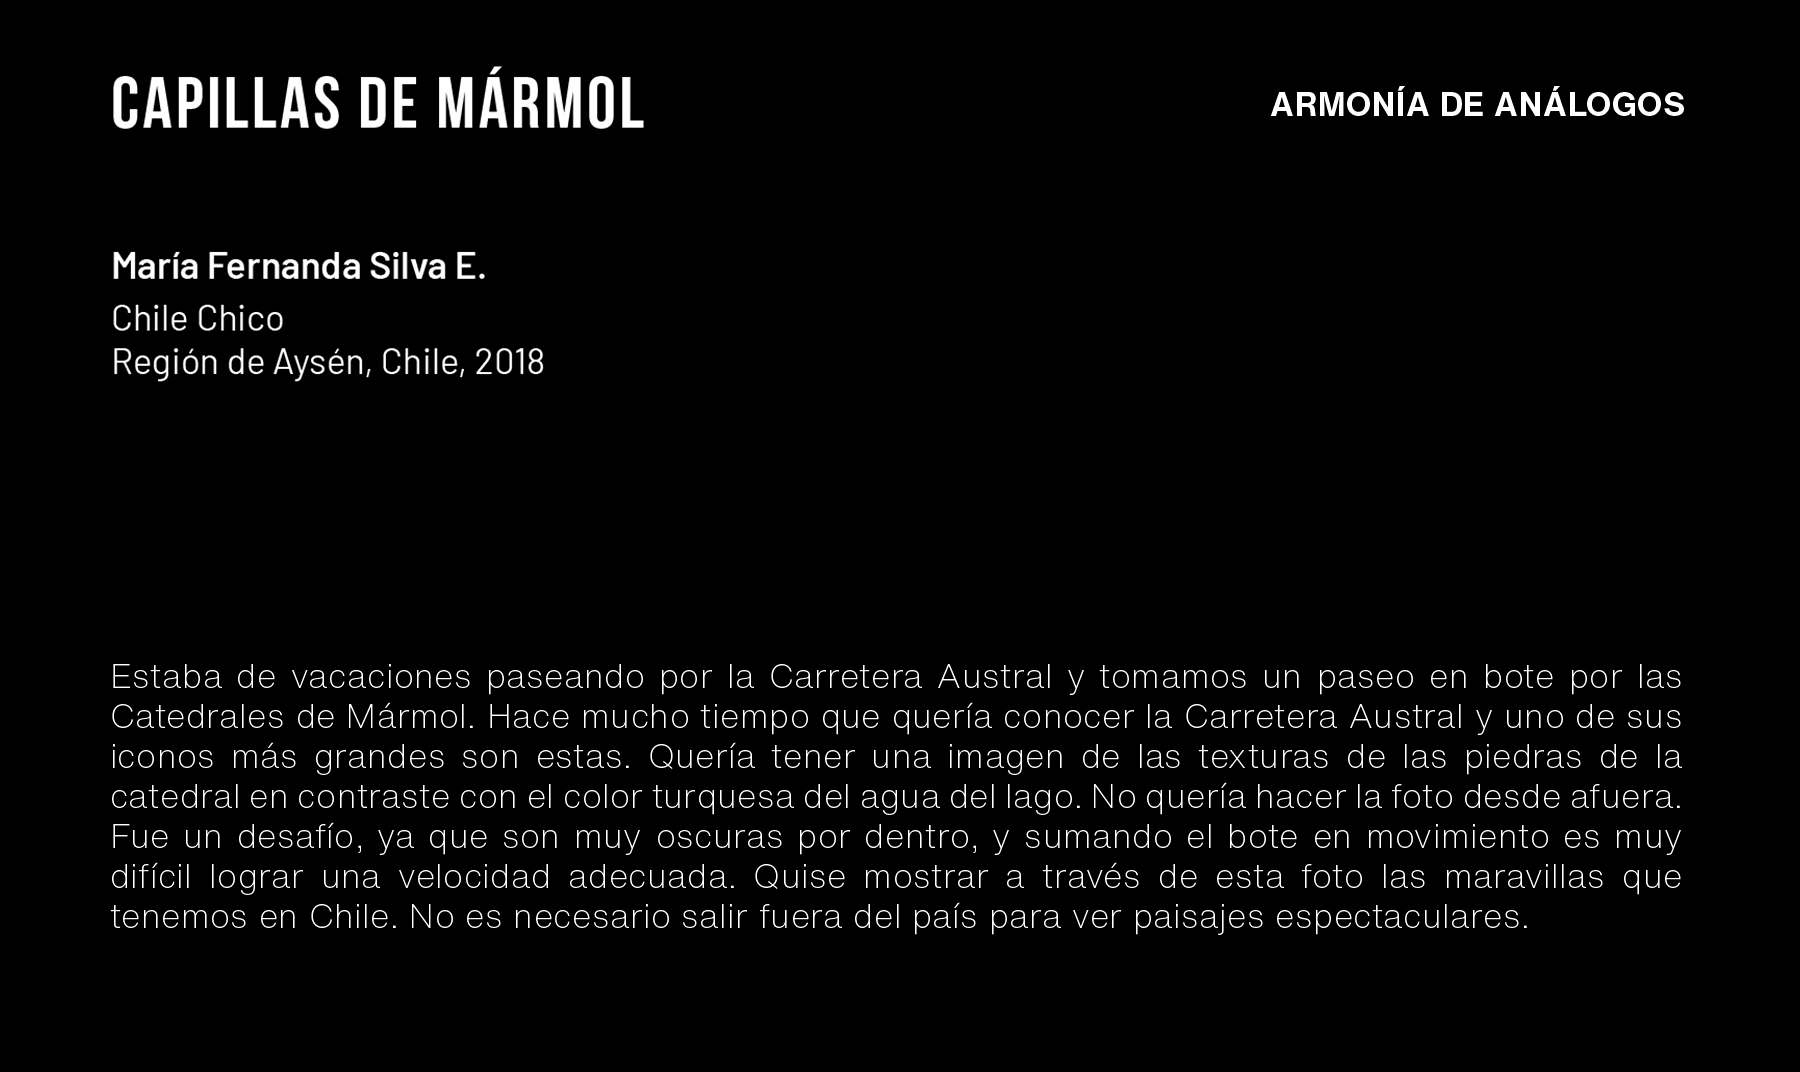 CAPILLAS DE MÁRMOL
ARMONÍA DE ANÁLOGOS
María Fernanda Silva E.
Chile Chico
Región de Aysén, Chile, 2018
Estaba de vacaciones paseando por la Carretera Austral y tomamos un paseo en bote por las
Catedrales de Mármol. Hace mucho tiempo que quería conocer la Carretera Austral y uno de sus
iconos más grandes son estas. Quería tener una imagen de las texturas de las piedras de la
catedral en contraste con el color turquesa del agua del lago. No quería hacer la foto desde afuera.
Fue un desafío, ya que son muy oscuras por dentro, y sumando el bote en movimiento es muy
difícil lograr una velocidad adecuada. Quise mostrar a través de esta foto las maravillas que
tenemos en Chile. No es necesario salir fuera del país para ver paisajes espectaculares.